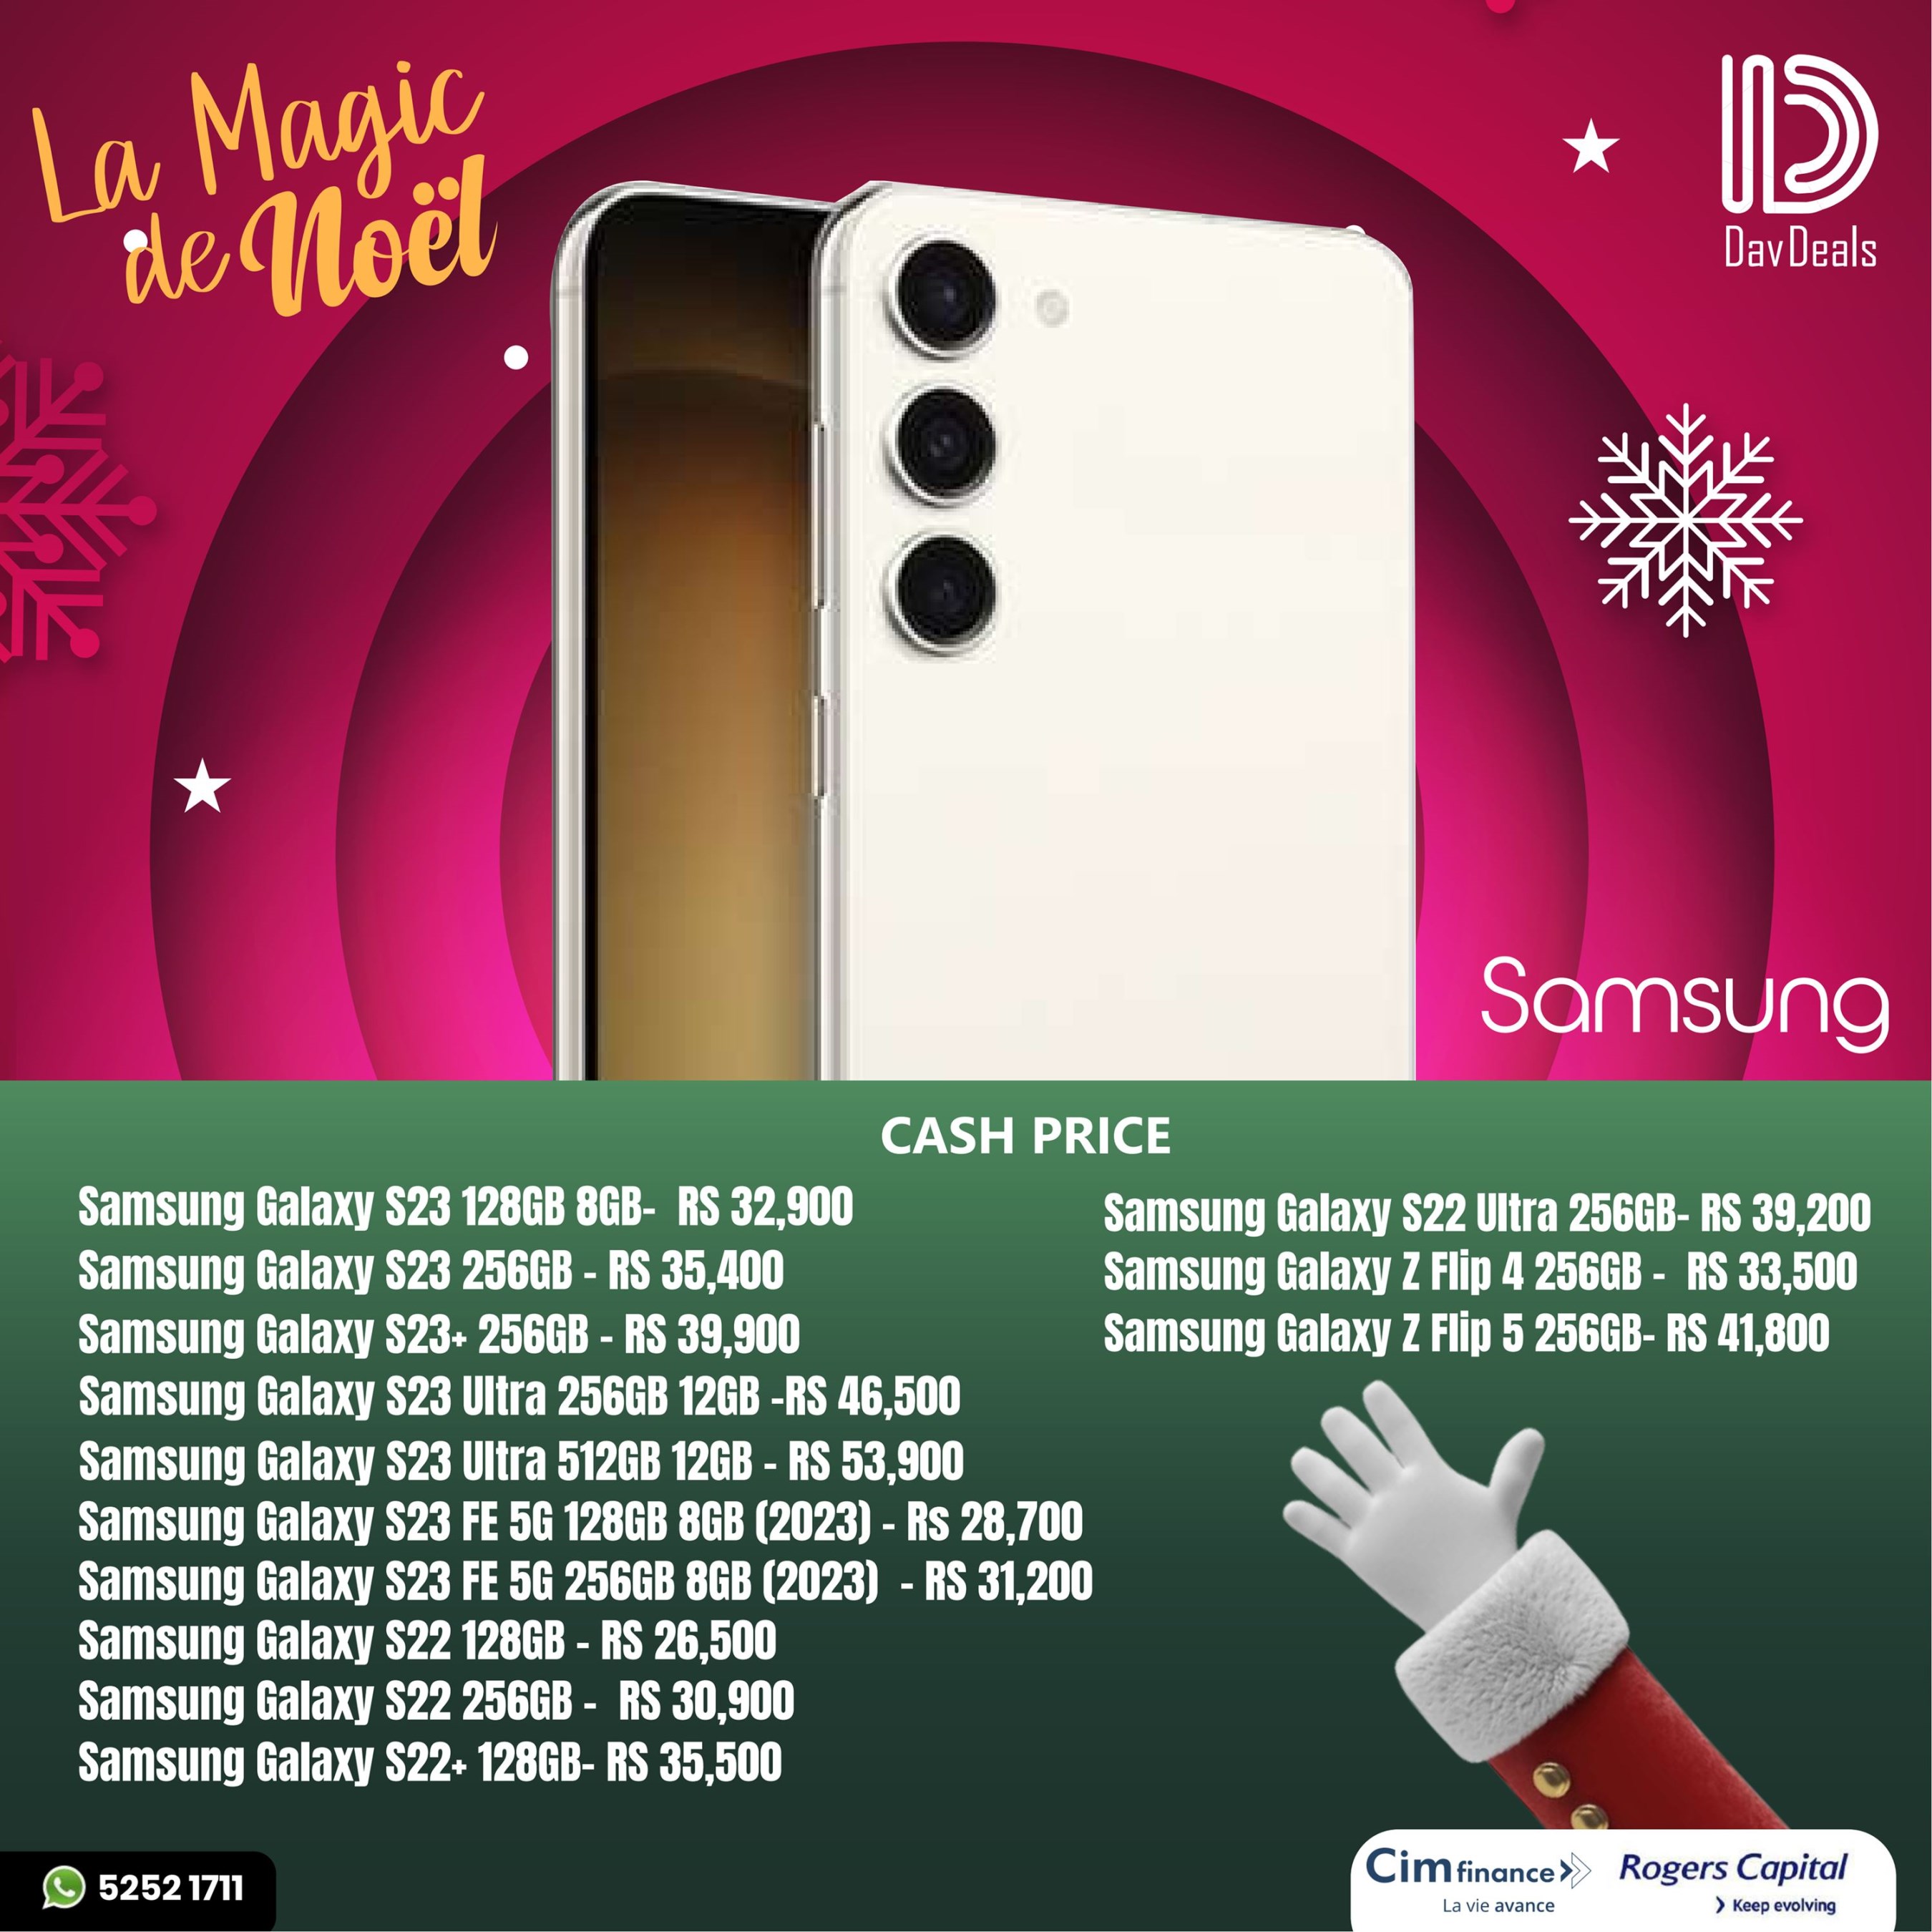 La Magic
de Noël
DavDeals
Samsung
CASH PRICE
Samsung Galaxy S23 128GB 8GB- RS 32,900
Samsung Galaxy S23 256GB - RS 35,400
Samsung Galaxy S23+ 256GB - RS 39,900
Samsung Galaxy S23 Ultra 256GB 12GB -RS 46,500
Samsung Galaxy S23 Ultra 512GB 12GB - RS 53,900
Samsung Galaxy S23 FE 5G 128GB 8GB (2023) - Rs 28,700
Samsung Galaxy S23 FE 5G 256GB 8GB (2023) - RS 31,200
Samsung Galaxy S22 128GB - RS 26,500
Samsung Galaxy S22 256GB - RS 30,900
Samsung Galaxy S22+ 128GB- RS 35,500
Samsung Galaxy S22 Ultra 256GB- RS 39,200
Samsung Galaxy Z Flip 4 256GB - RS 33,500
Samsung Galaxy Z Flip 5 256GB- RS 41,800
5252 1711
Cim finance
La vie avance
Rogers Capital
Keep evolving